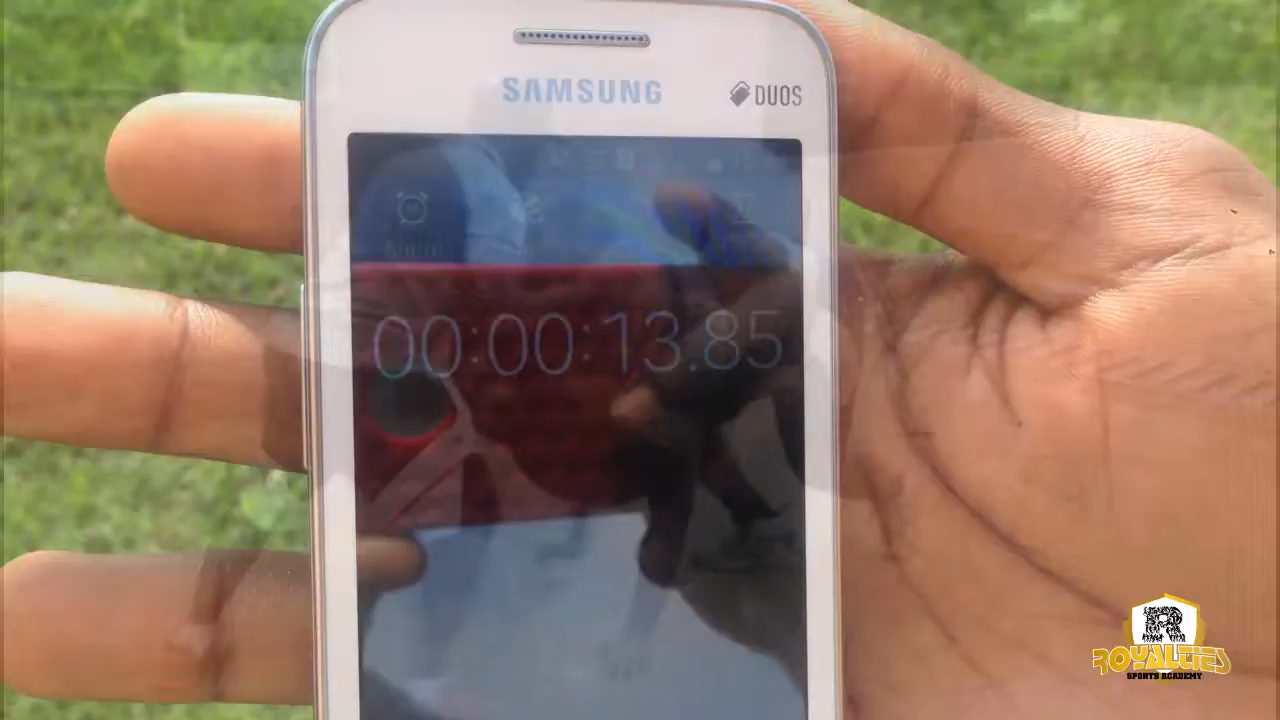 SAMSUNG
DUOS
00:00:13.85
R
ROYALTIES
SPORTS ACADEMY